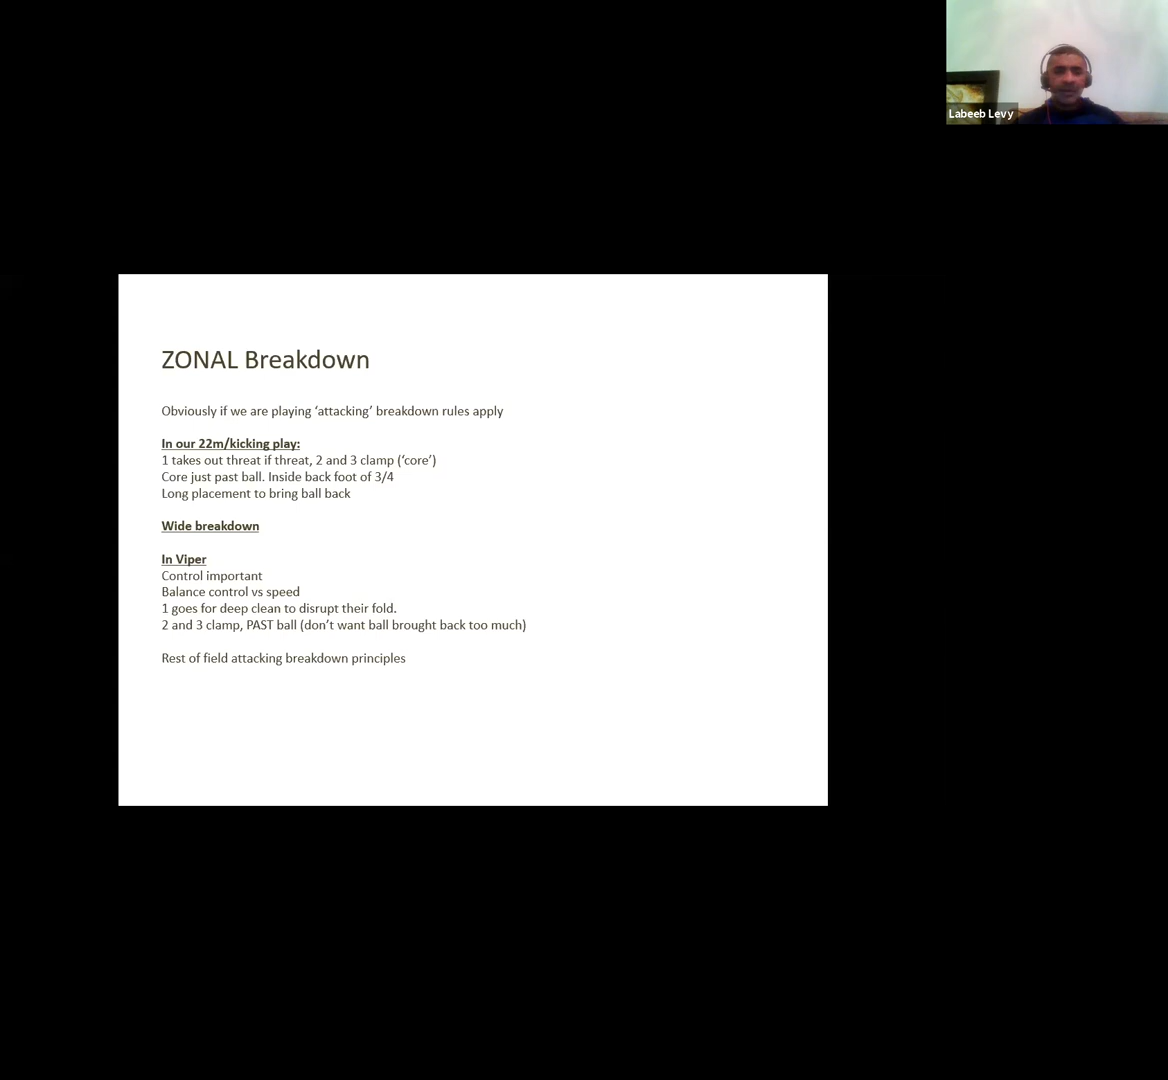 Labeeb Levy
ZONAL Breakdown
Obviously if we are playing ‘attacking’ breakdown rules apply
In our 22m/kicking play:
1 takes out threat if threat, 2 and 3 clamp (‘core’)
Core just past ball. Inside back foot of 3/4
Long placement to bring ball back
Wide breakdown
In Viper
Control important
Balance control vs speed
1 goes for deep clean to disrupt their fold.
2 and 3 clamp, PAST ball (don’t want ball brought back too much)
Rest of field attacking breakdown principles